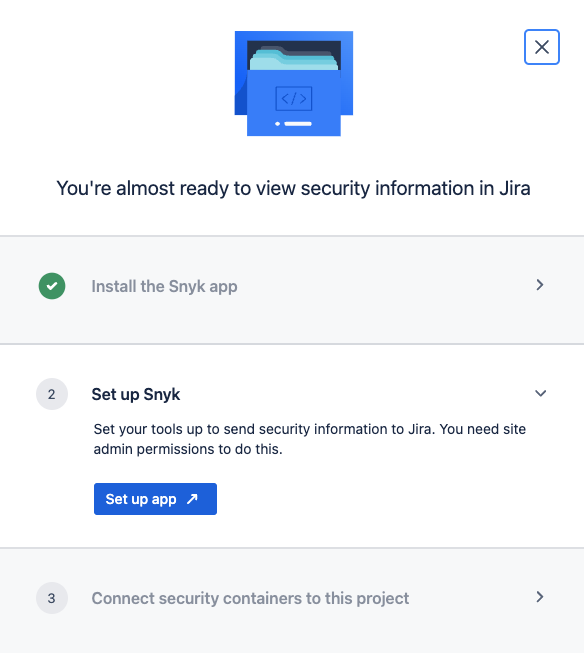 </>
You're almost ready to view security information in Jira
Install the Snyk app
2
Set up Snyk
Set your tools up to send security information to Jira. You need site
admin permissions to do this.
Set up app
3
Connect security containers to this project